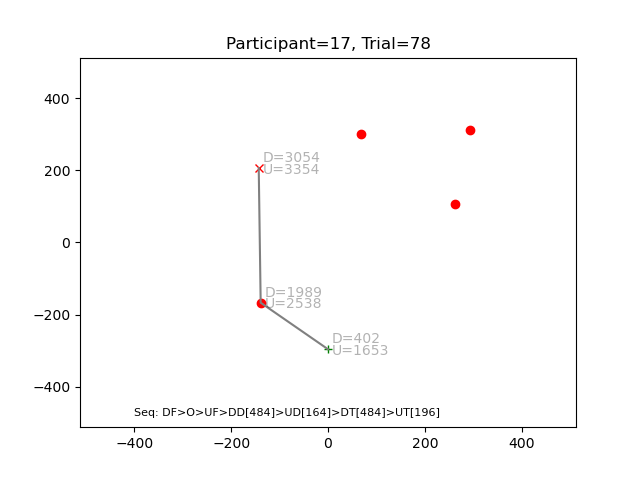 Participant=17, Trial=78
400
200
0
−200
−400
D=3054
U=3354
D=1989
U=2538
D=402
U=1653
Seq: DF>O>UF>DD[484]>UD[164]>DT[484]>UT[196]
−400
−200
0
200
400